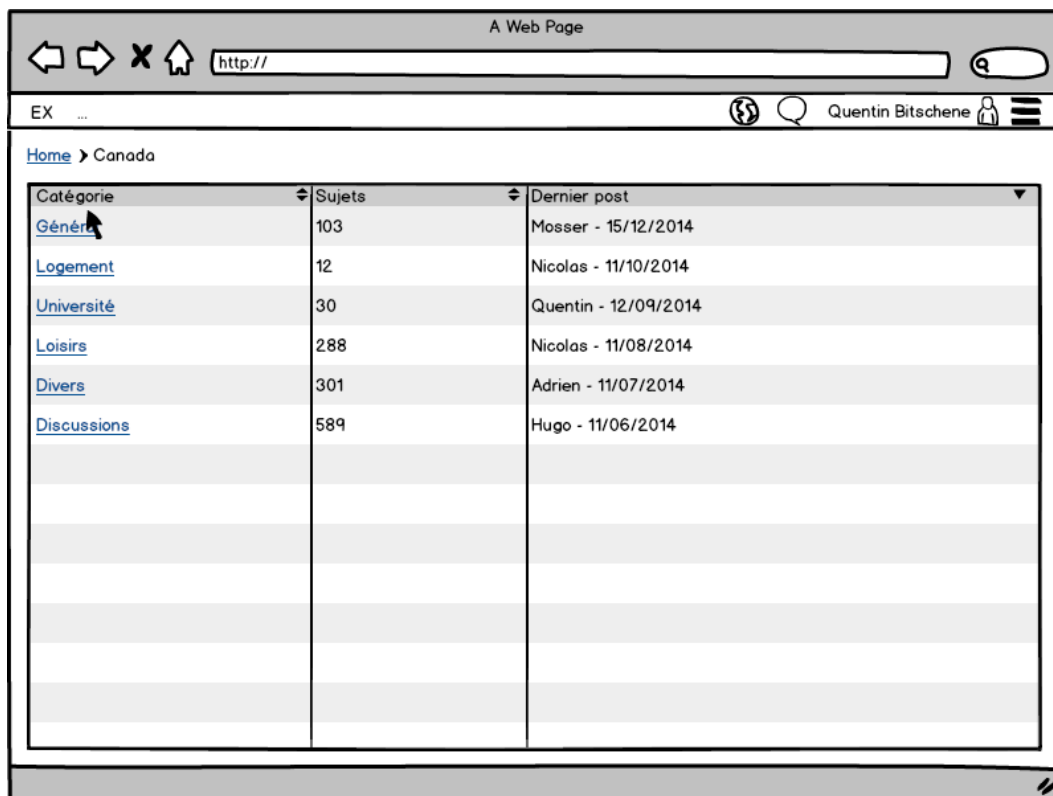 A Web Page
http://
EX ...
Quentin Bitschene
Home > Canada
Catégorie Sujets Dernier post
103 Mosser - 15/12/2014
Logement 12 Nicolas - 11/10/2014
Université 30 Quentin - 12/09/2014
Loisirs 288 Nicolas - 11/08/2014
Divers 301 Adrien - 11/07/2014
Discussions 589 Hugo - 11/06/2014